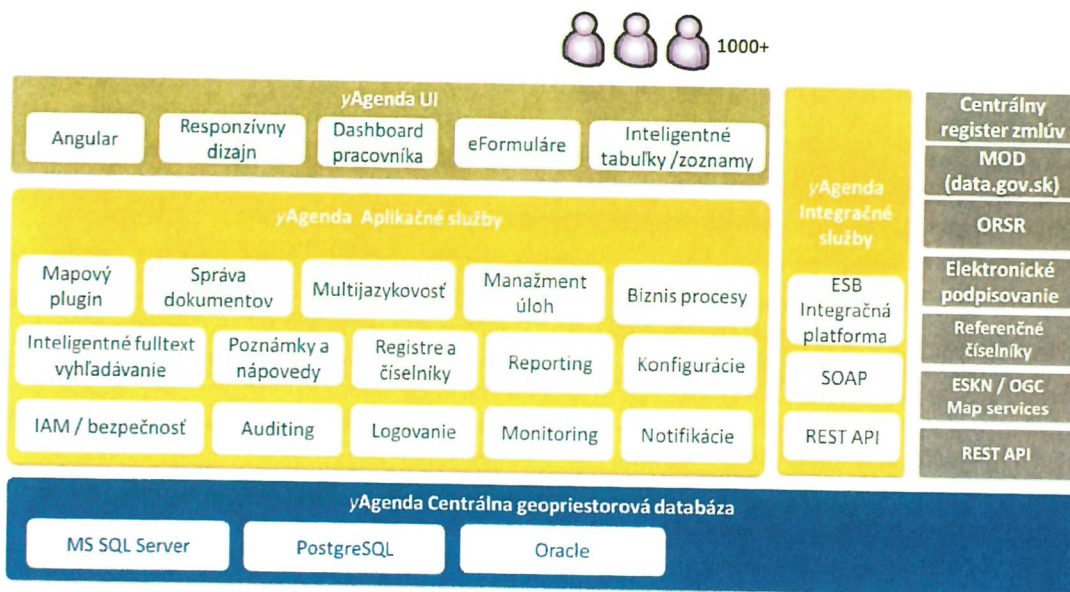 1000+
yAgenda UI
Angular
Responzívny
dizajn
Dashboard
pracovníka
eFormuláre
Inteligentné
tabuľky /zoznamy
yAgenda Aplikačné služby
Mapový
plugin
Správa
dokumentov
Multijazykovosť
Manažment
úloh
Biznis procesy
Inteligentné fulltext
vyhľadávanie
Poznámky a
nápovedy
Registre a
číselníky
Reporting
Konfigurácie
IAM / bezpečnosť
Auditing
Logovanie
Monitoring
Notifikácie
yAgenda
Integračné
služby
ESB
Integračná
platforma
SOAP
REST API
Centrálny
register zmlúv
MOD
(data.gov.sk)
ORSR
Elektronické
podpisovanie
Referenčné
číselníky
ESKN / OGC
Map services
REST API
yAgenda Centrálna geopriestorová databáza
MS SQL Server
PostgreSQL
Oracle